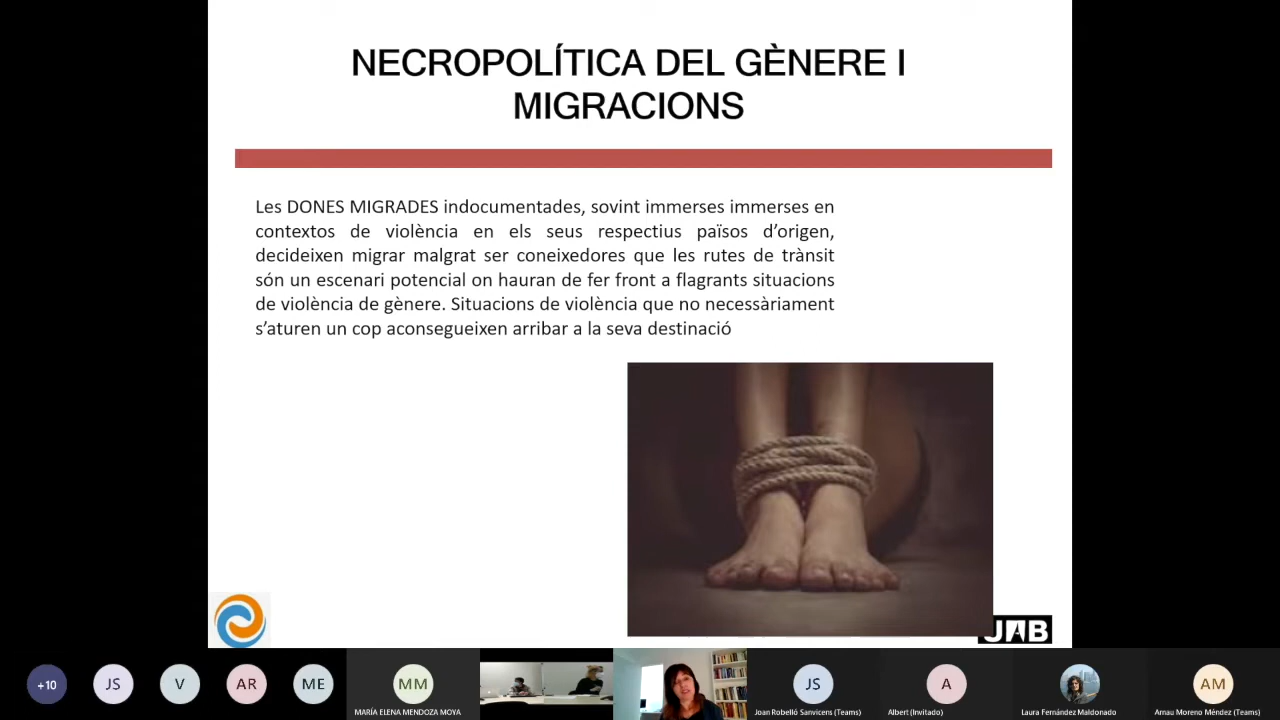 NECROPOLÍTICA DEL GÈNERE I
MIGRACIONS
Les DONES MIGRADES indocumentades, sovint immerses immerses en
contextos de violència en els seus respectius països d’origen,
decideixen migrar malgrat ser coneixedores que les rutes de trànsit
són un escenari potencial on hauran de fer front a flagrants situacions
de violència de gènere. Situacions de violència que no necessàriament
s’aturen un cop aconsegueixen arribar a la seva destinació
+10
JS
V
AR
ME
MM
JS
A
AM
MARÍA ELENA MENDOZA MOYA
Joan Robelló Sanvicens (Teams)
Albert (Invitado)
Laura Fernández Maldonado
Arnau Moreno Méndez (Teams)